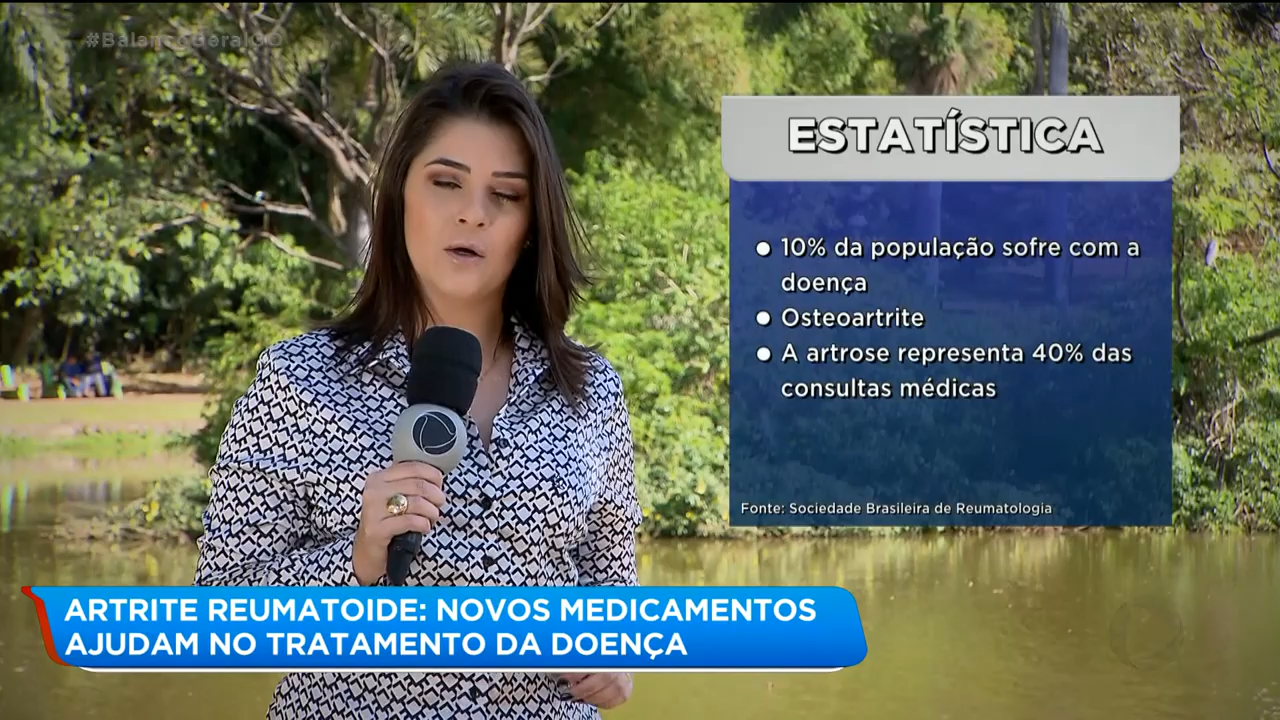 #BalançoGeralGO
ESTATÍSTICA
● 10% da população sofre com a
doença
● Osteoartrite
● A artrose representa 40% das
consultas médicas
Fonte: Sociedade Brasileira de Reumatologia
ARTRITE REUMATOIDE: NOVOS MEDICAMENTOS
AJUDAM NO TRATAMENTO DA DOENÇA